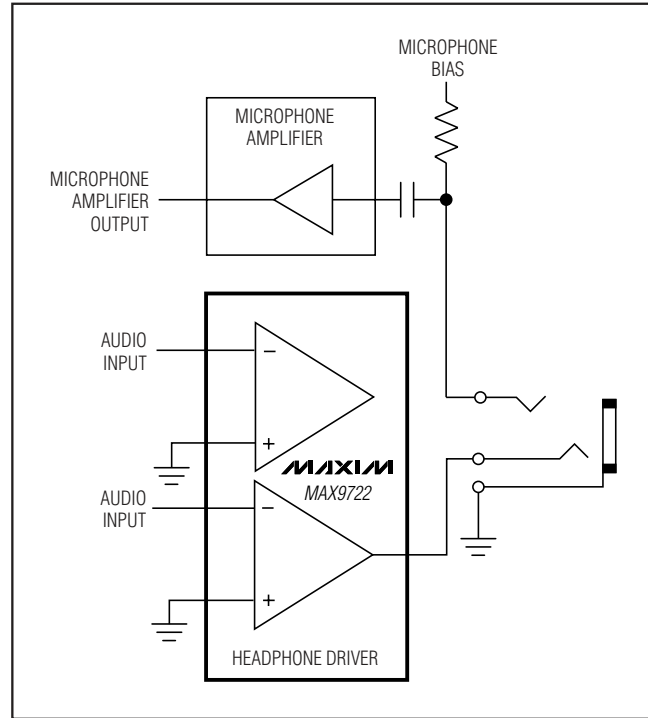 MICROPHONE
BIAS
MICROPHONE
AMPLIFIER
MICROPHONE
AMPLIFIER
OUTPUT
AUDIO
INPUT
−
+
MAXIM
MAX9722
AUDIO
INPUT
−
+
HEADPHONE DRIVER